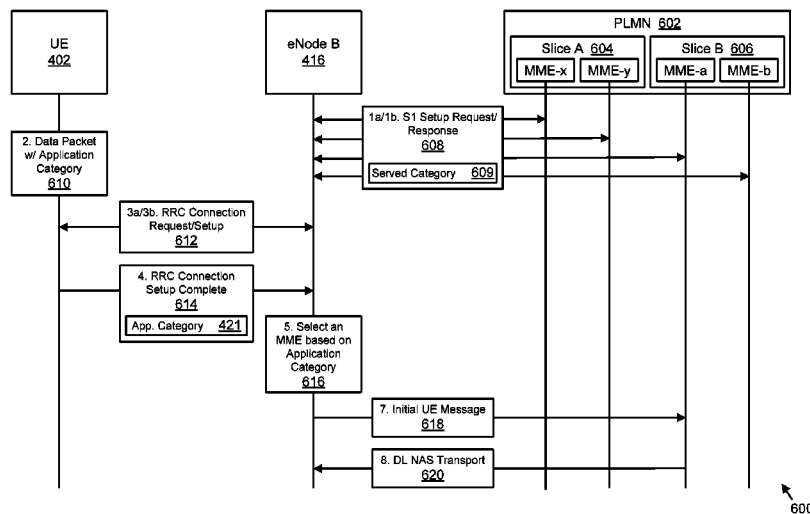 UE
402
eNode B
416
PLMN 602
Slice A 604
Slice B 606
MME-x
MME-y
MME-a
MME-b
1a/1b. S1 Setup Request/
Response
608
Served Category 609
2. Data Packet
w/ Application
Category
610
3a/3b. RRC Connection
Request/Setup
612
4. RRC Connection
Setup Complete
614
App. Category 421
5. Select an
MME based on
Application
Category
616
7. Initial UE Message
618
8. DL NAS Transport
620
600